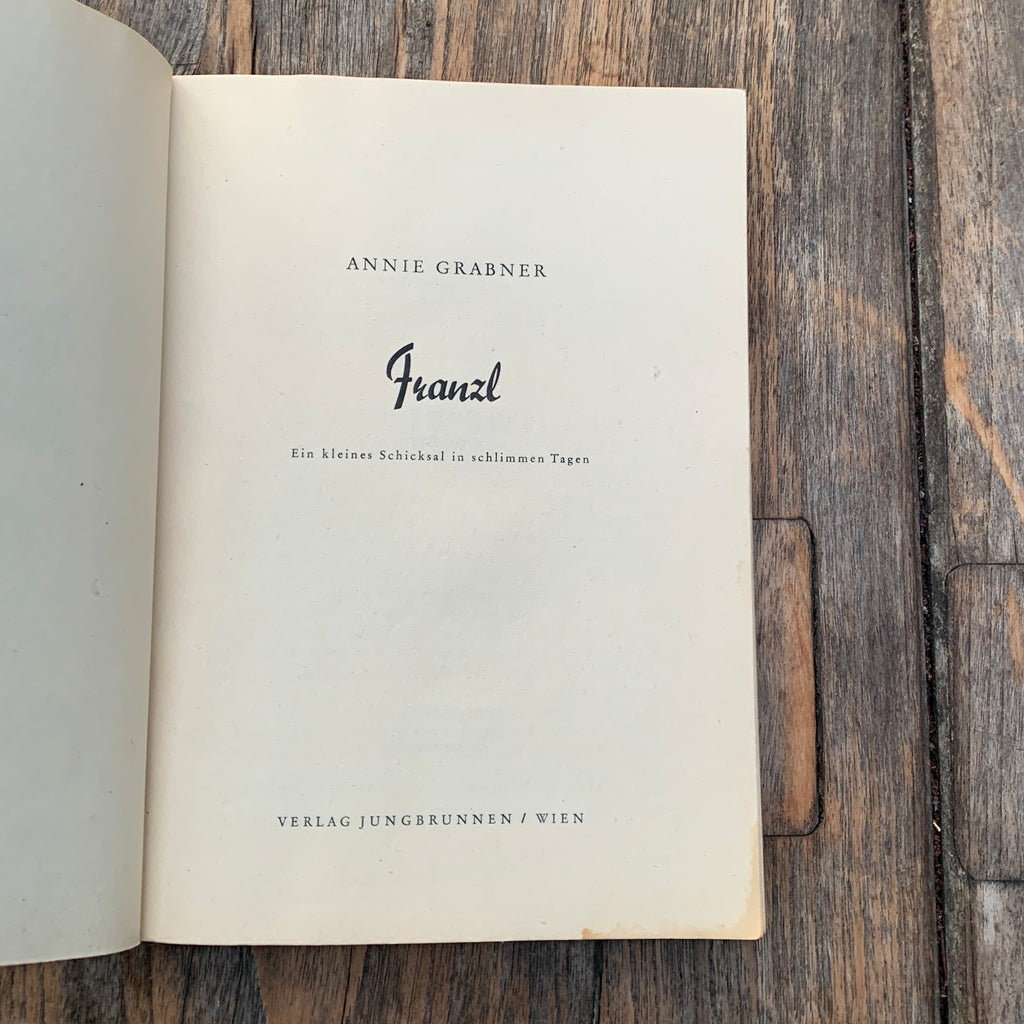 ANNIE GRABNER
Franzl
Ein kleines Schicksal in schlimmen Tagen
VERLAG JUNGBRUNNEN / WIEN